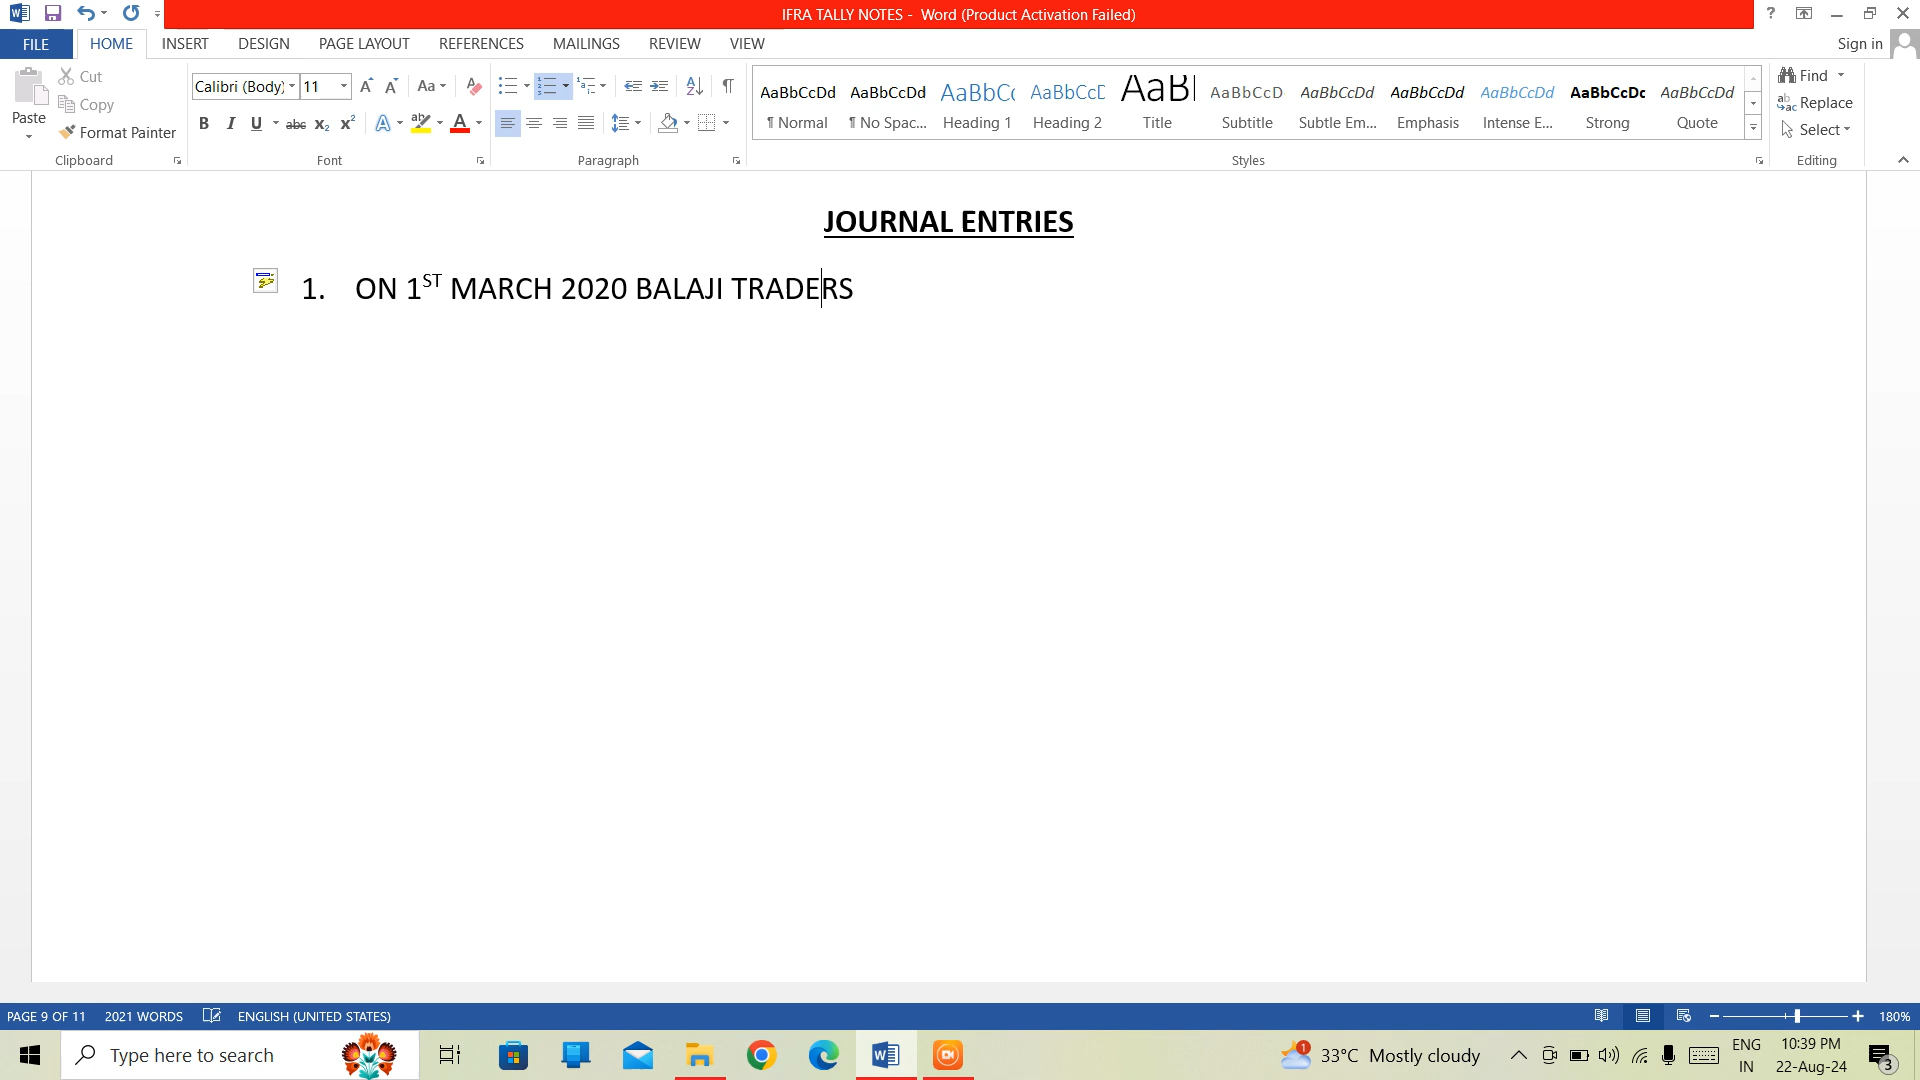 IFRA TALLY NOTES - Word (Product Activation Failed)
?
FILE HOME INSERT DESIGN PAGE LAYOUT REFERENCES MAILINGS REVIEW VIEW Sign in
Paste
Cut
Copy
Format Painter
Clipboard
Calibri (Body) 11
Font
Paragraph
AaBbCcDd AaBbCcDd AaBbCc AaBbCcD AaBl AaBbCcD AaBbCcDd AaBbCcDd AaBbCcDd AaBbCcDc AaBbCcDd
¶ Normal ¶ No Spac... Heading 1 Heading 2 Title Subtitle Subtle Em... Emphasis Intense E... Strong Quote
Styles
Find
Replace
Select
Editing
JOURNAL ENTRIES
1. ON 1ST MARCH 2020 BALAJI TRADERS
PAGE 9 OF 11 2021 WORDS ENGLISH (UNITED STATES) 180%
Type here to search
1 33°C Mostly cloudy
ENG
IN
10:39 PM
22-Aug-24
3